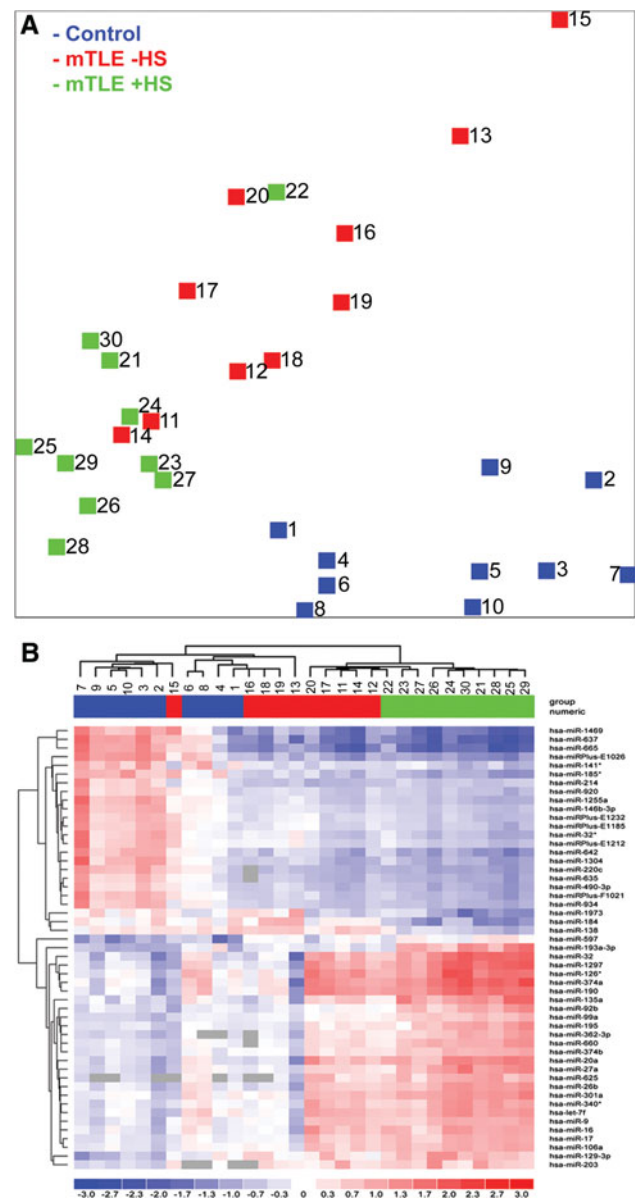 A
- Control
- mTLE -HS
- mTLE +HS
15
13
20
22
16
17
19
30
21
12
18
24
11
14
25
29
23
27
9
2
26
1
28
4
5
3
7
6
8
10
B
7 9 5 10 3 2 15 6 8 4 1 16 18 19 13 20 17 11 14 12 22 23 27 26 24 30 21 28 25 29
group
numeric
hsa-miR-1469
hsa-miR-637
hsa-miR-665
hsa-miRPlus-E1026
hsa-miR-141*
hsa-miR-185*
hsa-miR-214
hsa-miR-920
hsa-miR-1255a
hsa-miR-146b-3p
hsa-miRPlus-E1232
hsa-miRPlus-E1185
hsa-miR-32*
hsa-miRPlus-E1212
hsa-miR-642
hsa-miR-1304
hsa-miR-220c
hsa-miR-635
hsa-miR-490-3p
hsa-miRPlus-F1021
hsa-miR-934
hsa-miR-1973
hsa-miR-184
hsa-miR-138
hsa-miR-597
hsa-miR-193a-3p
hsa-miR-32
hsa-miR-1297
hsa-miR-126*
hsa-miR-374a
hsa-miR-190
hsa-miR-135a
hsa-miR-92b
hsa-miR-99a
hsa-miR-195
hsa-miR-362-3p
hsa-miR-660
hsa-miR-374b
hsa-miR-20a
hsa-miR-27a
hsa-miR-625
hsa-miR-26b
hsa-miR-301a
hsa-miR-340*
hsa-let-7f
hsa-miR-9
hsa-miR-16
hsa-miR-17
hsa-miR-106a
hsa-miR-129-3p
hsa-miR-203
-3.0 -2.7 -2.3 -2.0 -1.7 -1.3 -1.0 -0.7 -0.3 0 0.3 0.7 1.0 1.3 1.7 2.0 2.3 2.7 3.0